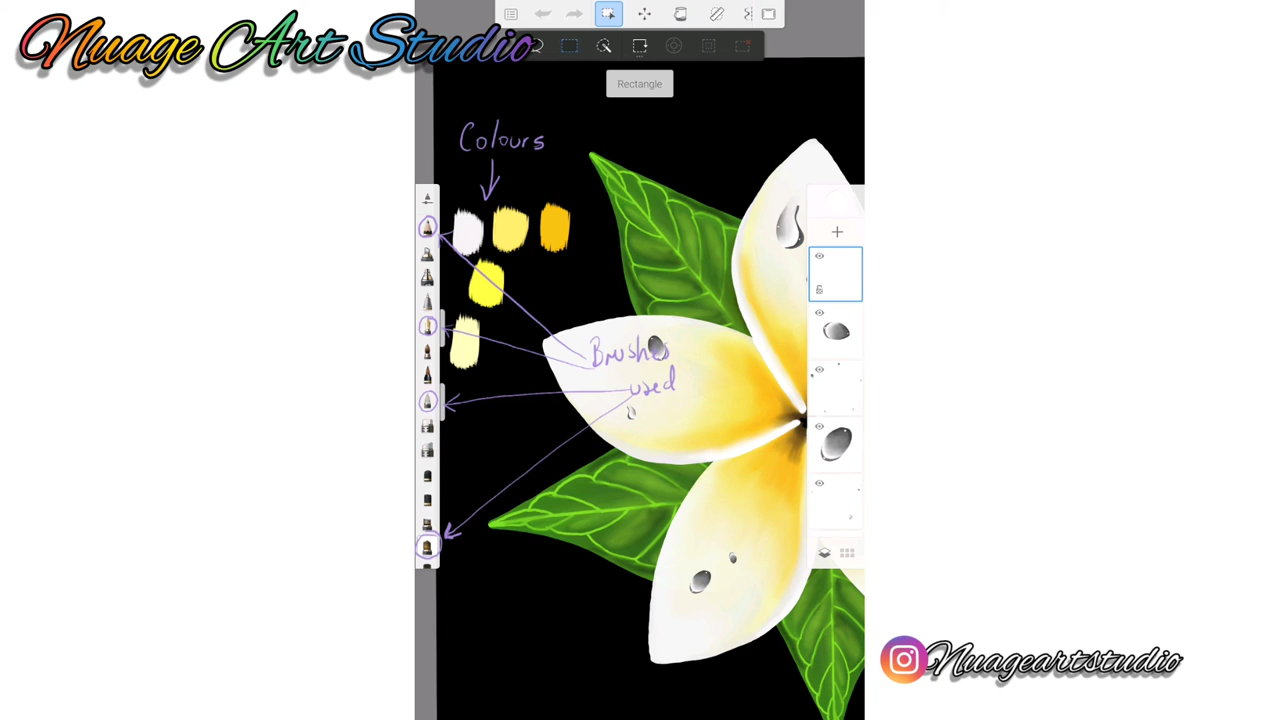 Nuage Art Studio
Rectangle
Colours
Brushes
used
Nuageartstudio